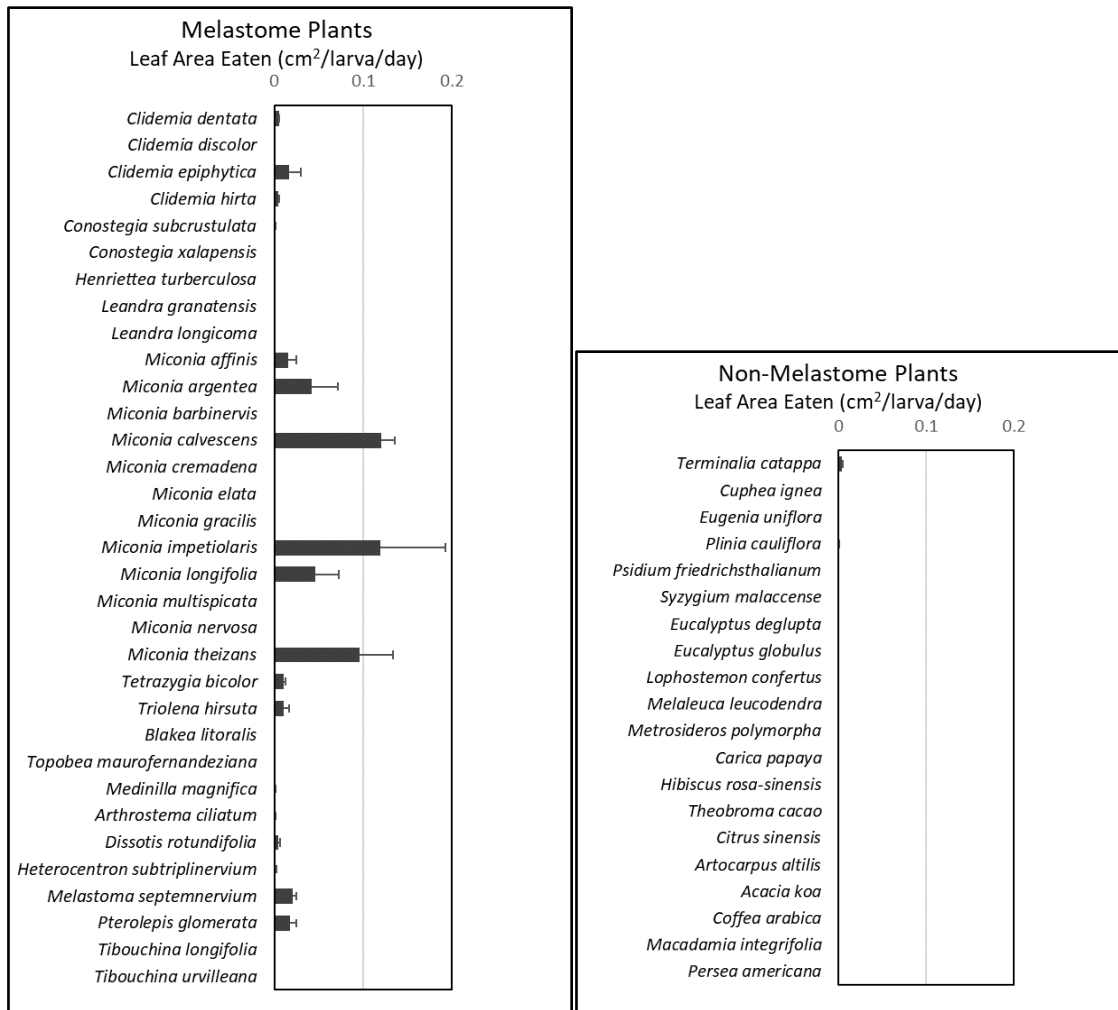 Melastome Plants
Leaf Area Eaten (cm²/larva/day)
0 0.1 0.2
Clidemia dentata
Clidemia discolor
Clidemia epiphytica
Clidemia hirta
Conostegia subcrustulata
Conostegia xalapensis
Henriettea turberculosa
Leandra granatensis
Leandra longicoma
Miconia affinis
Miconia argentea
Miconia barbinervis
Miconia calvescens
Miconia cremadena
Miconia elata
Miconia gracilis
Miconia impetiolaris
Miconia longifolia
Miconia multispicata
Miconia nervosa
Miconia theizans
Tetrazygia bicolor
Triolena hirsuta
Blakea litoralis
Topobea maurofernandeziana
Medinilla magnifica
Arthrostema ciliatum
Dissotis rotundifolia
Heterocentron subtriplinervium
Melastoma septemnervium
Pterolepis glomerata
Tibouchina longifolia
Tibouchina urvilleana
Non-Melastome Plants
Leaf Area Eaten (cm²/larva/day)
0 0.1 0.2
Terminalia catappa
Cuphea ignea
Eugenia uniflora
Plinia cauliflora
Psidium friedrichsthalianum
Syzygium malaccense
Eucalyptus deglupta
Eucalyptus globulus
Lophostemon confertus
Melaleuca leucodendra
Metrosideros polymorpha
Carica papaya
Hibiscus rosa-sinensis
Theobroma cacao
Citrus sinensis
Artocarpus altilis
Acacia koa
Coffea arabica
Macadamia integrifolia
Persea americana